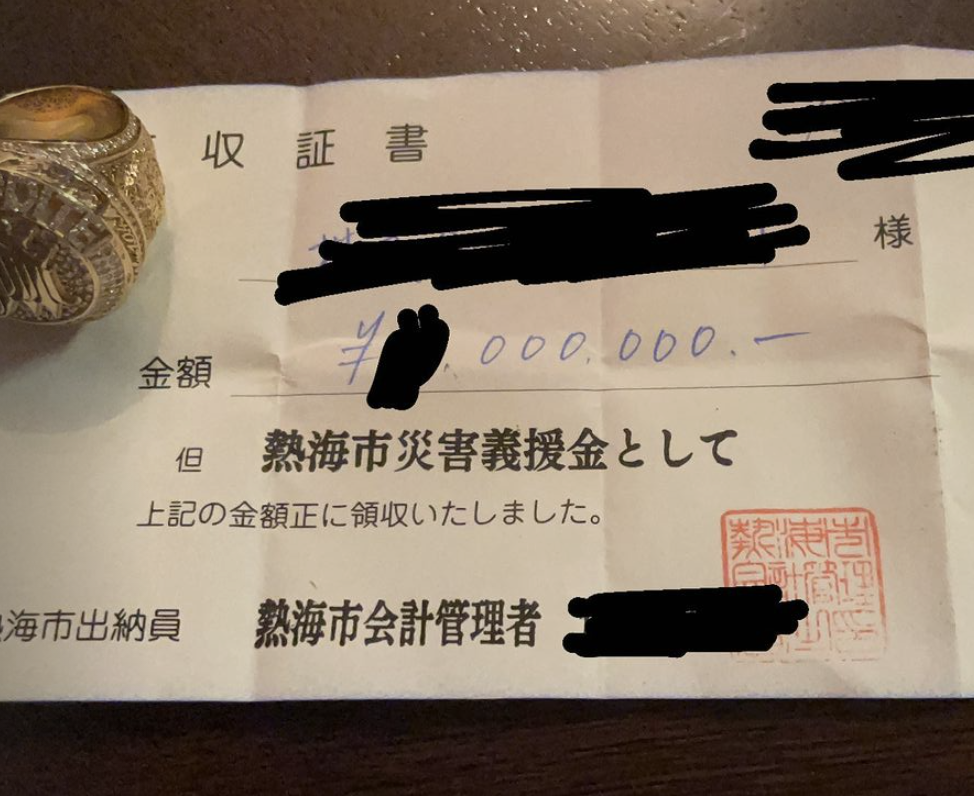 収証書
様
金額 ¥ ,000,000.-
但 熱海市災害義援金として
上記の金額正に領収いたしました。
海市出納員 熱海市会計管理者